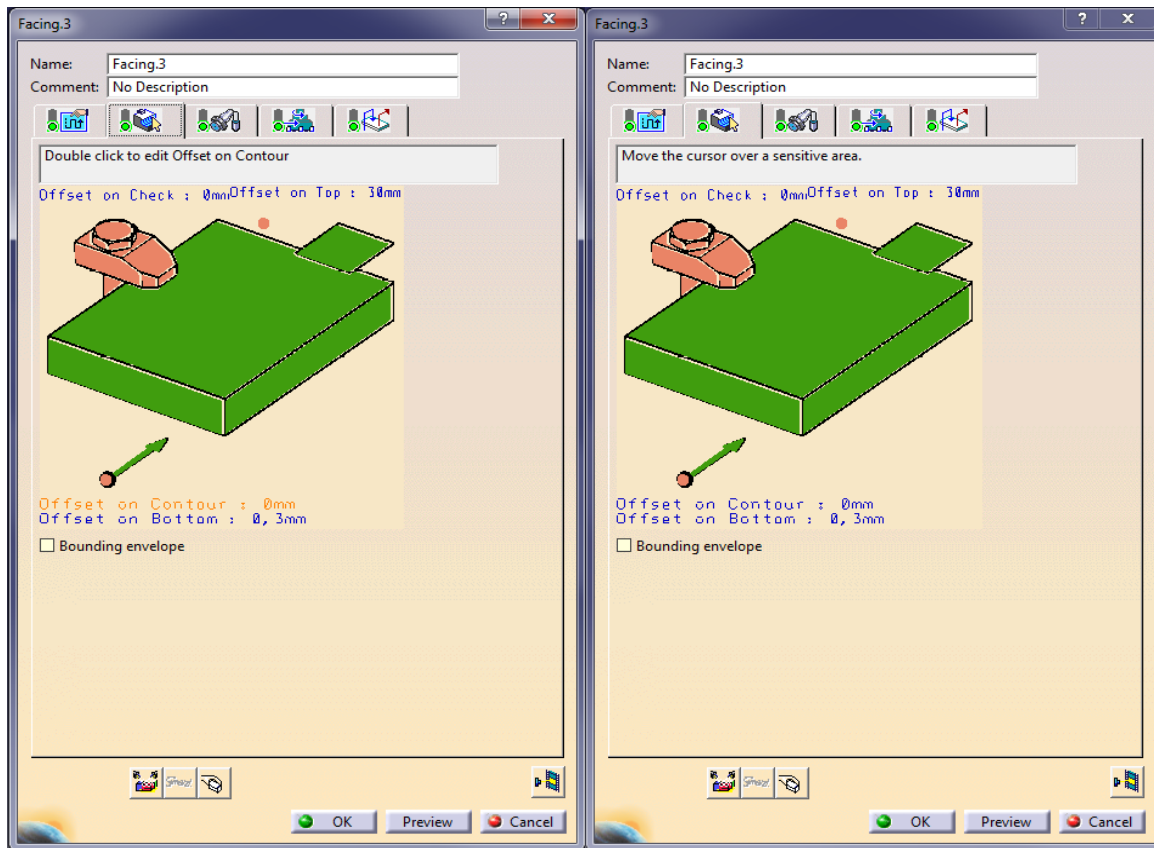 Facing.3
Name: Facing.3
Comment: No Description
Double click to edit Offset on Contour
Offset on Check : 0mm
Offset on Top : 30mm
Offset on Contour : 0mm
Offset on Bottom : 0,3mm
Bounding envelope
OK Preview Cancel
Facing.3
Name: Facing.3
Comment: No Description
Move the cursor over a sensitive area.
Offset on Check : 0mm
Offset on Top : 30mm
Offset on Contour : 0mm
Offset on Bottom : 0,3mm
Bounding envelope
OK Preview Cancel